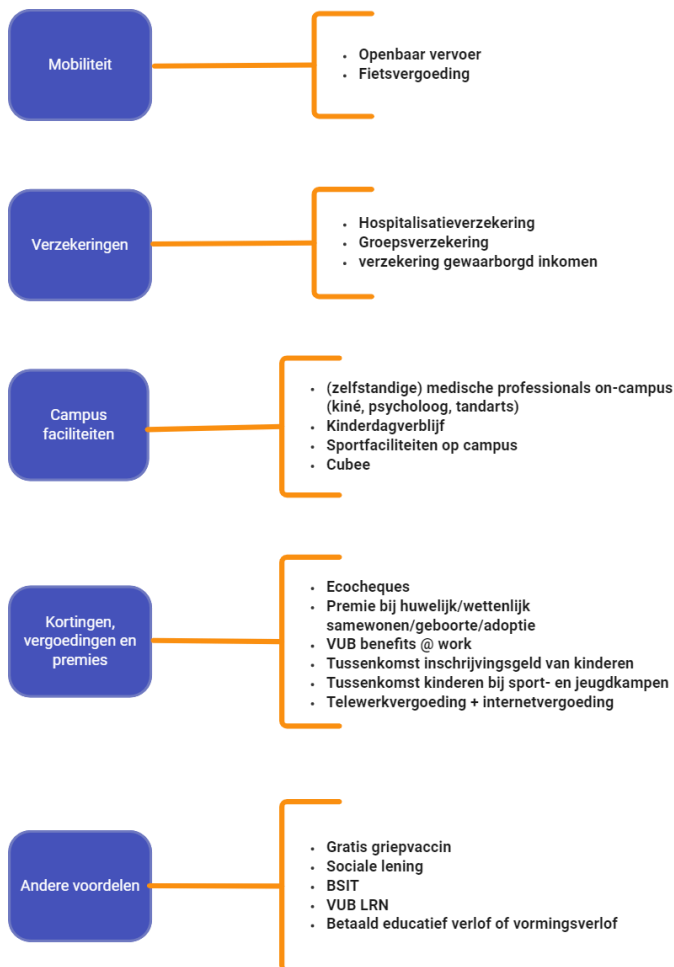 Mobiliteit
Openbaar vervoer
Fietsvergoeding
Verzekeringen
Hospitalisatieverzekering
Groepsverzekering
verzekering gewaarborgd inkomen
Campus
faciliteiten
(zelfstandige) medische professionals on-campus
(kiné, psycholoog, tandarts)
Kinderdagverblijf
Sportfaciliteiten op campus
Cubee
Kortingen,
vergoedingen en
premies
Ecocheques
Premie bij huwelijk/wettenlijk
samewonen/geboorte/adoptie
VUB benefits @ work
Tussenkomst inschrijvingsgeld van kinderen
Tussenkomst kinderen bij sport- en jeugdkampen
Telewerkvergoeding + internetvergoeding
Andere voordelen
Gratis griepvaccin
Sociale lening
BSIT
VUB LRN
Betaald educatief verlof of vormingsverlof